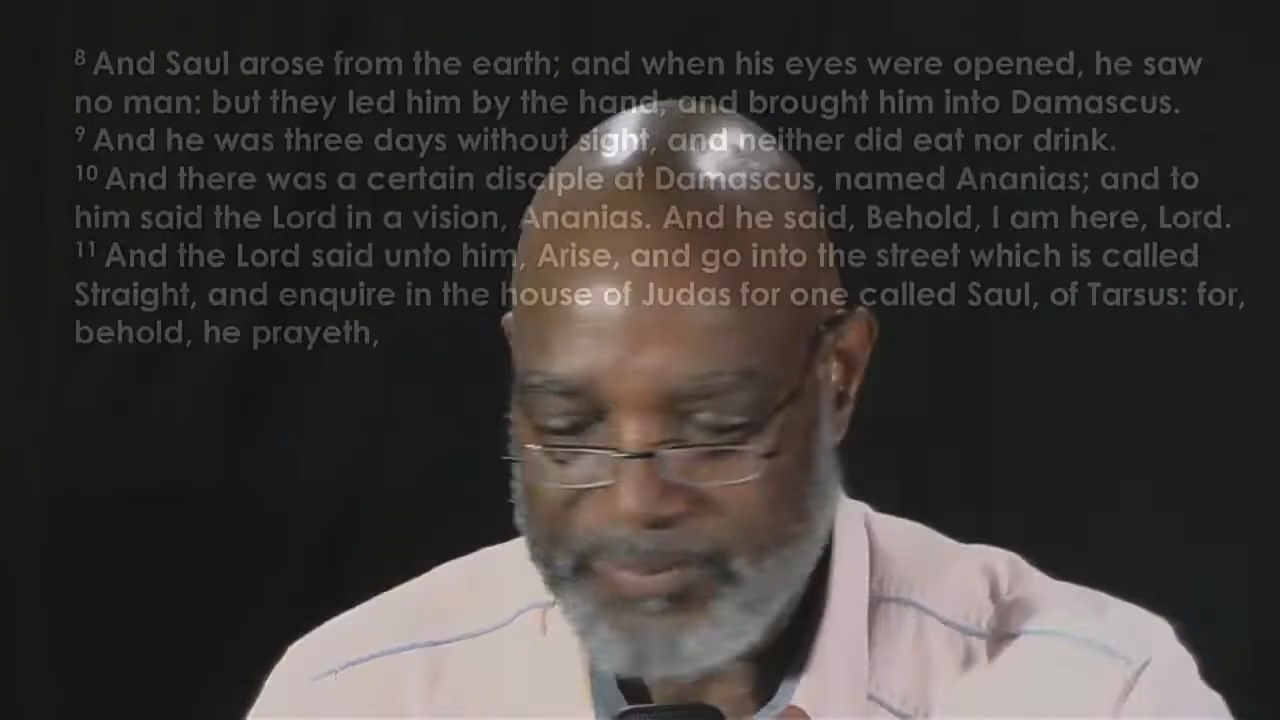 ⁸ And Saul arose from the earth; and when his eyes were opened, he saw
no man: but they led him by the hand, and brought him into Damascus.
⁹ And he was three days without sight, and neither did eat nor drink.
¹⁰ And there was a certain disciple at Damascus, named Ananias; and to
him said the Lord in a vision, Ananias. And he said, Behold, I am here, Lord.
¹¹ And the Lord said unto him, Arise, and go into the street which is called
Straight, and enquire in the house of Judas for one called Saul, of Tarsus: for,
behold, he prayeth,